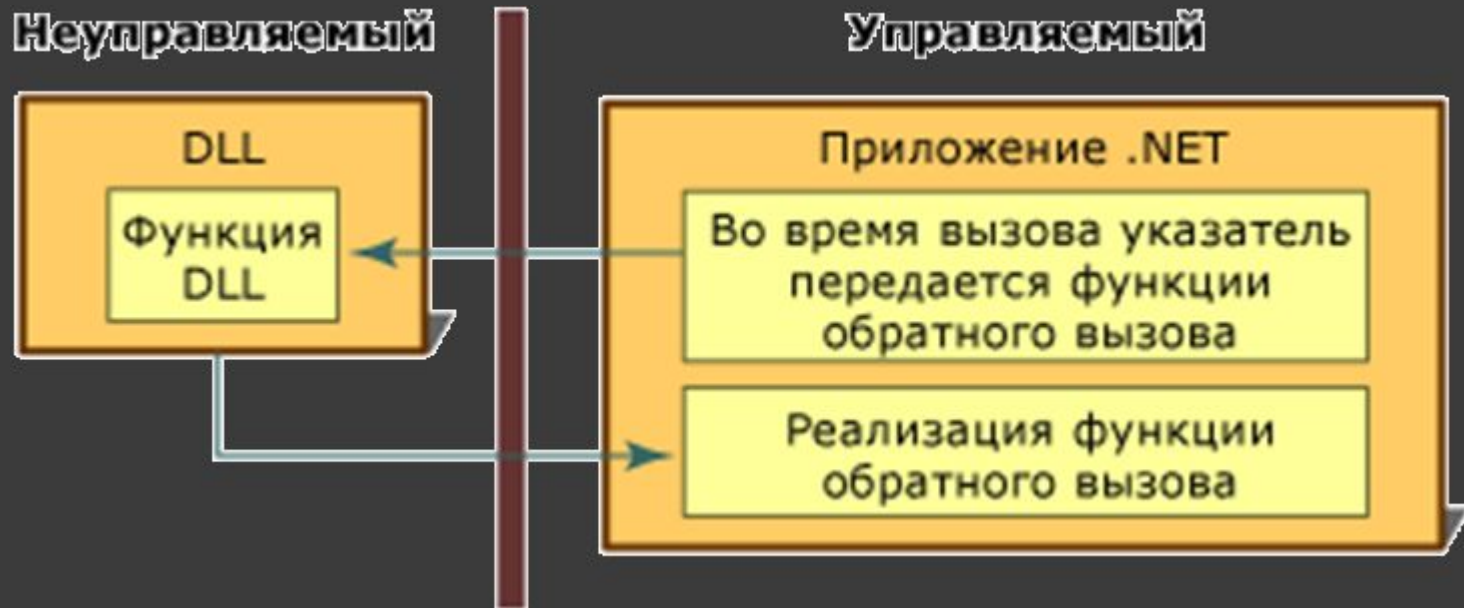 Неуправляемый
Управляемый
DLL
Функция
DLL
Приложение .NET
Во время вызова указатель
передается функции
обратного вызова
Реализация функции
обратного вызова